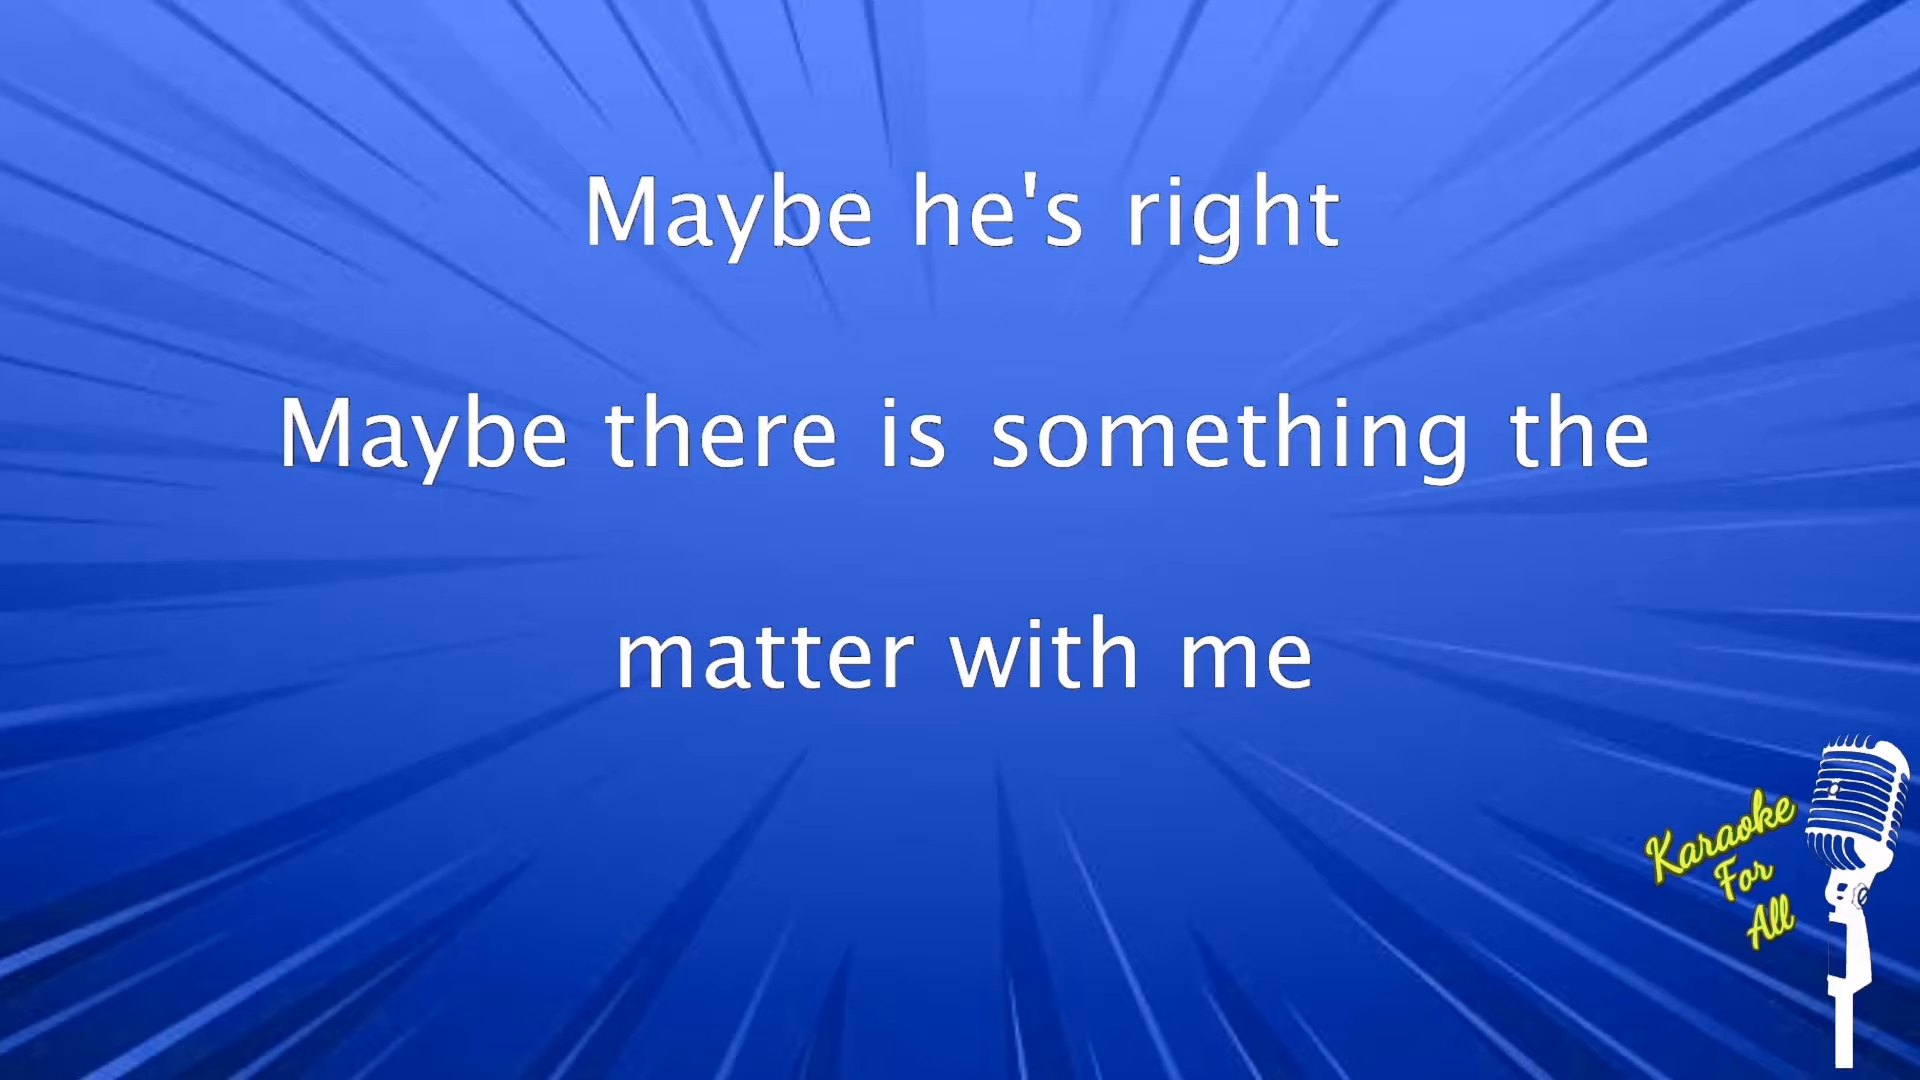 Maybe he's right
Maybe there is something the
matter with me
Karaoke
For
All